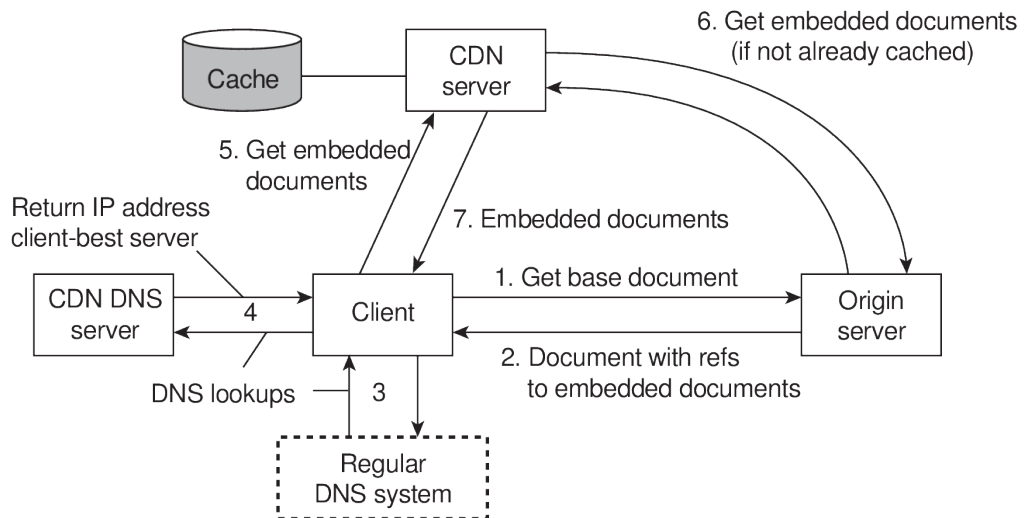 6. Get embedded documents
(if not already cached)
CDN
server
Cache
5. Get embedded
documents
Return IP address
client-best server
7. Embedded documents
1. Get base document
CDN DNS
server
4
Client
Origin
server
2. Document with refs
to embedded documents
DNS lookups
3
Regular
DNS system